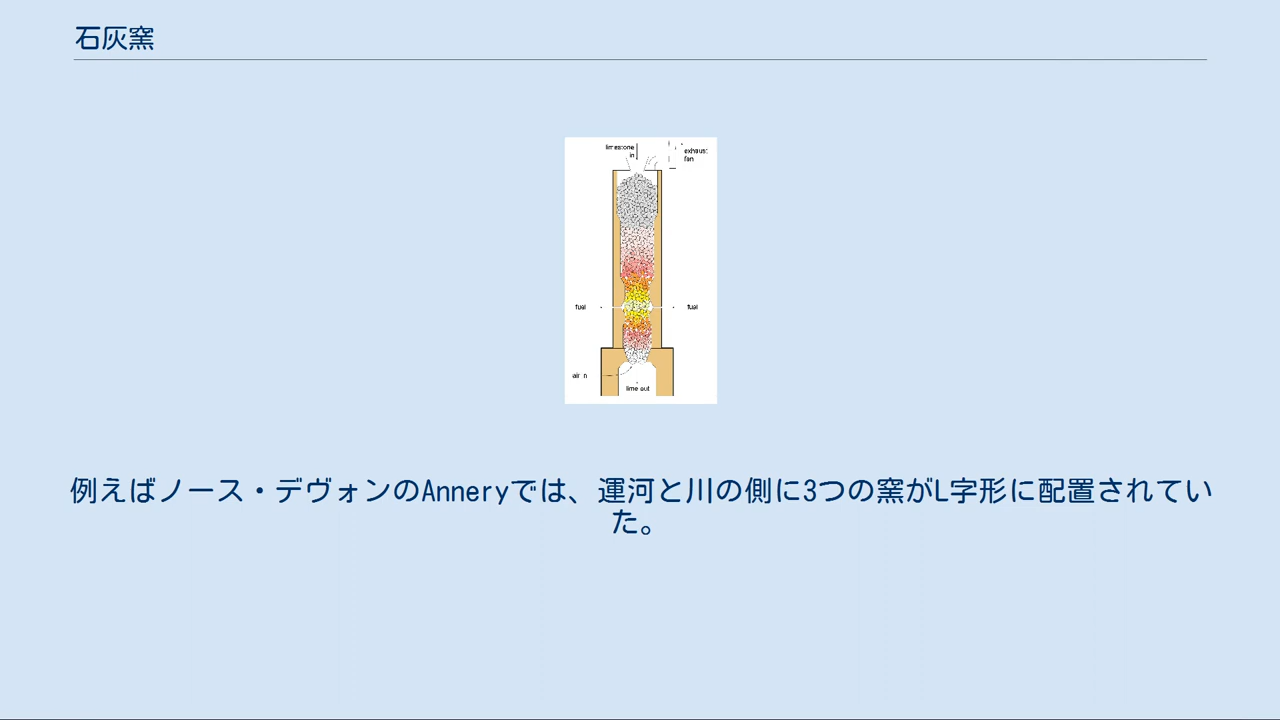 石灰窯
limestone
in
exhaust
fan
fuel
fuel
air in
lime out
例えばノース・デヴォンのAnneryでは、運河と川の側に3つの窯がL字形に配置されてい
た。